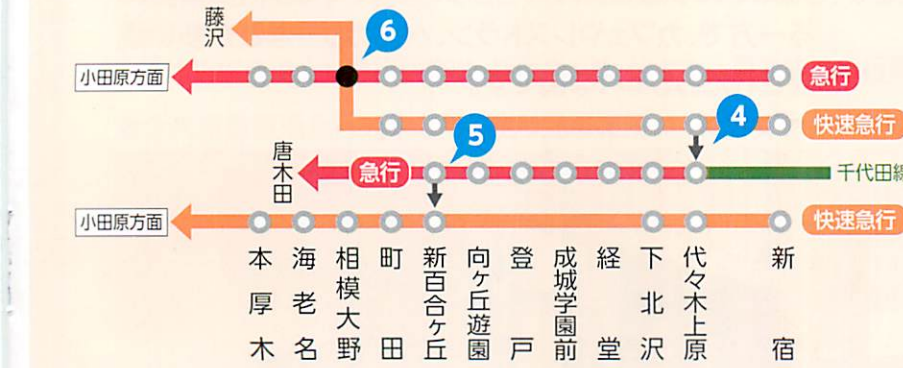 藤沢
6
小田原方面
急行
快速急行
4
5
唐木田
急行
千代田線
小田原方面
快速急行
本厚木
海老名
相模大野
町田
新百合ヶ丘
向ヶ丘遊園
登戸
成城学園前
経堂
下北沢
代々木上原
新宿